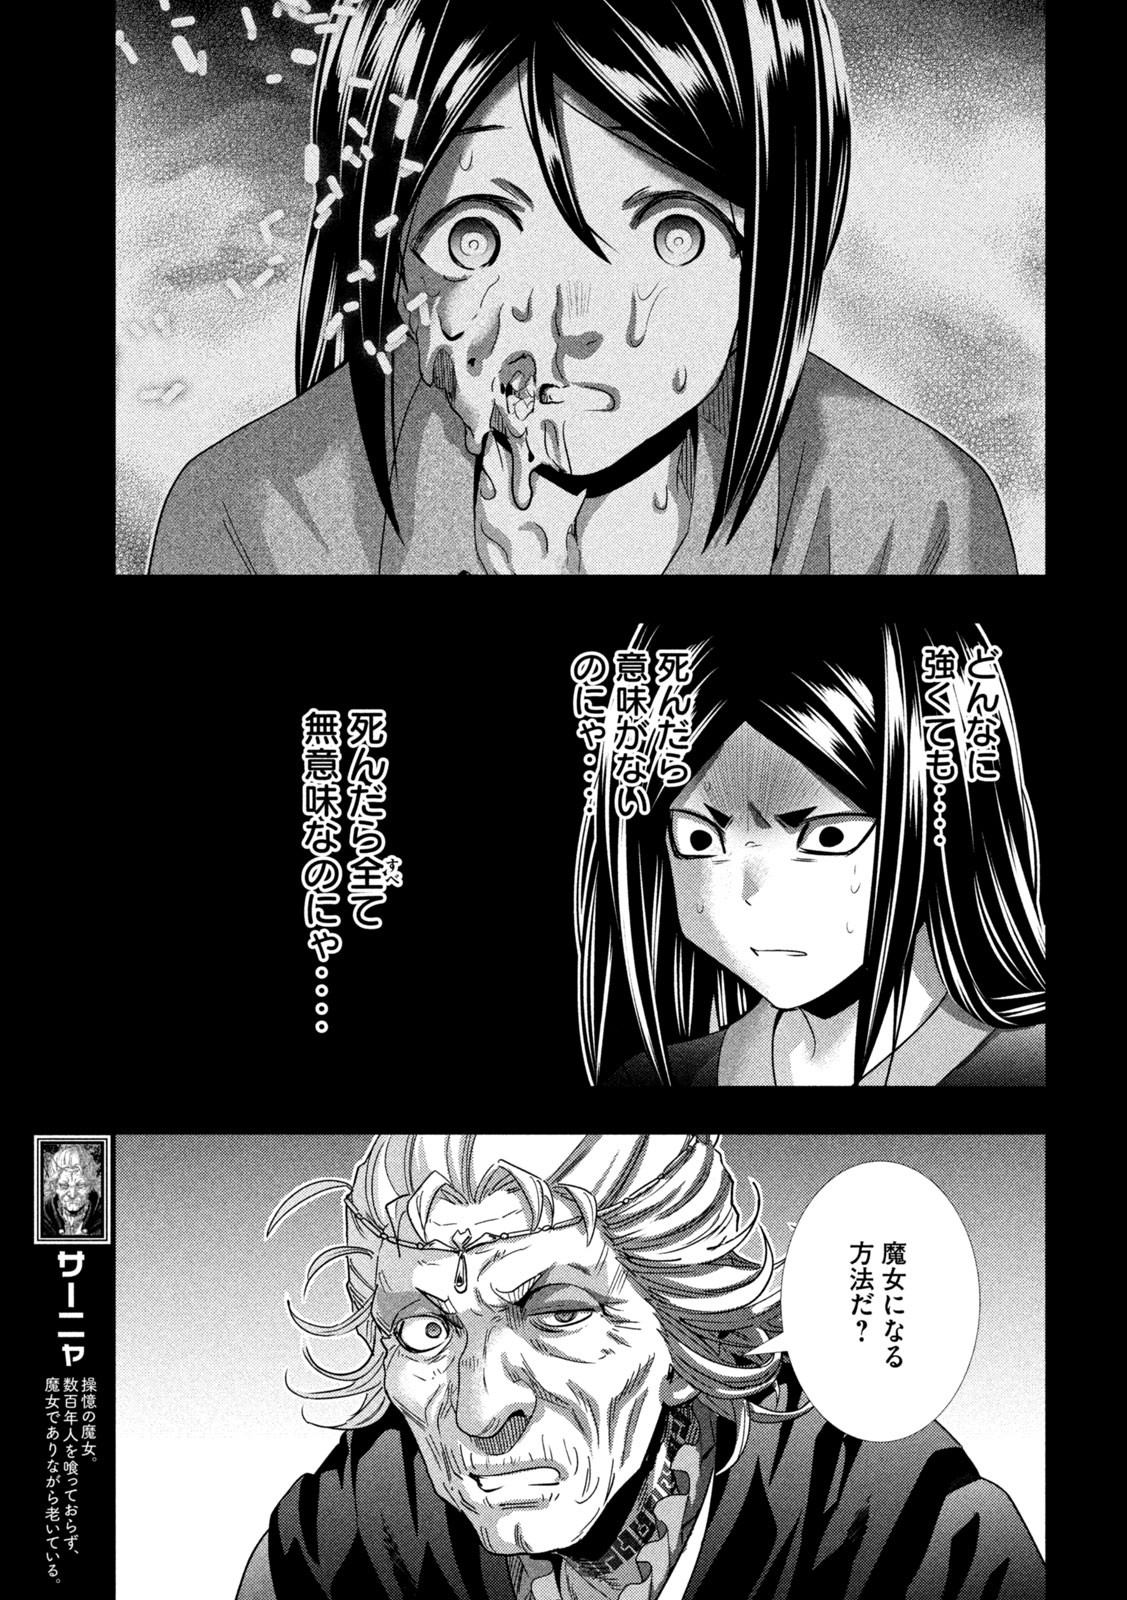 どんなに
強くても‥‥
死んだら
意味がない
のにゃ‥‥
死んだら全て
すべ
無意味なのにゃ‥‥
魔女になる
方法だ?
サーニャ
操憶の魔女。
数百年人を喰っておらず、
魔女でありながら老いている。